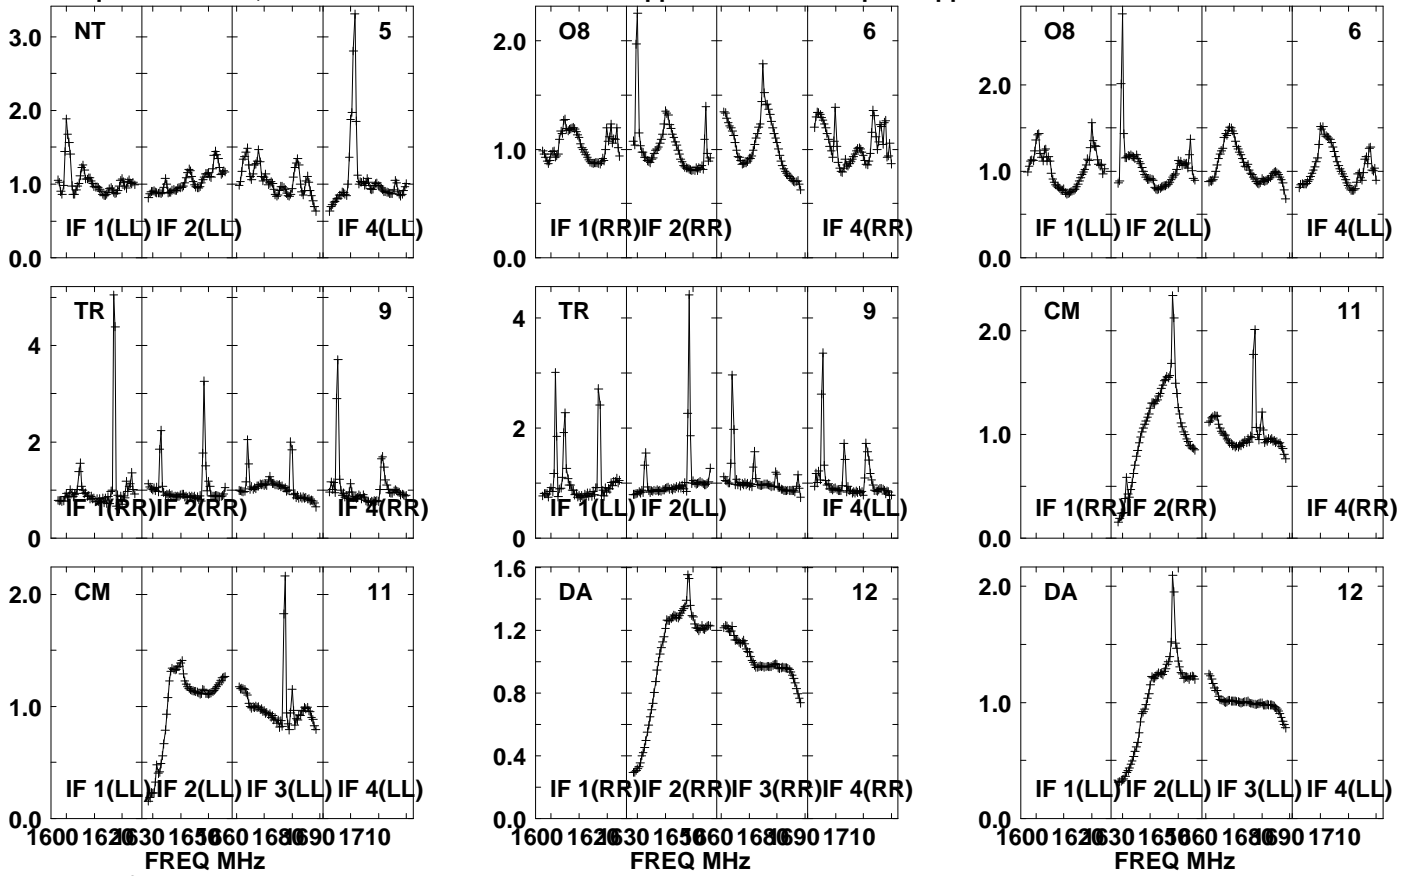 NT 5 O8 6 O8 6
3.0 2.0 2.0
2.0
1.0 1.0 1.0
IF 1(LL) IF 2(LL) IF 4(LL) IF 1(RR) IF 2(RR) IF 4(RR) IF 1(LL) IF 2(LL) IF 4(LL)
0.0 0.0 0.0
TR 9 TR 9 CM 11
4 4 2.0
2 2 1.0
IF 1(RR) IF 2(RR) IF 4(RR) IF 1(LL) IF 2(LL) IF 4(LL) IF 1(RR) IF 2(RR) IF 4(RR)
0 0 0.0
CM 11 DA 12 DA 12
2.0 1.6 2.0
1.2
1.0 0.8 1.0
0.4
IF 1(LL) IF 2(LL) IF 3(LL) IF 4(LL) IF 1(RR) IF 2(RR) IF 3(RR) IF 4(RR) IF 1(LL) IF 2(LL) IF 3(LL) IF 4(LL)
0.0 0.0 0.0
1600 1620 1630 1650 1660 1680 1690 1710 1600 1620 1630 1650 1660 1680 1690 1710 1600 1620 1630 1650 1660 1680 1690 1710
FREQ MHz FREQ MHz FREQ MHz